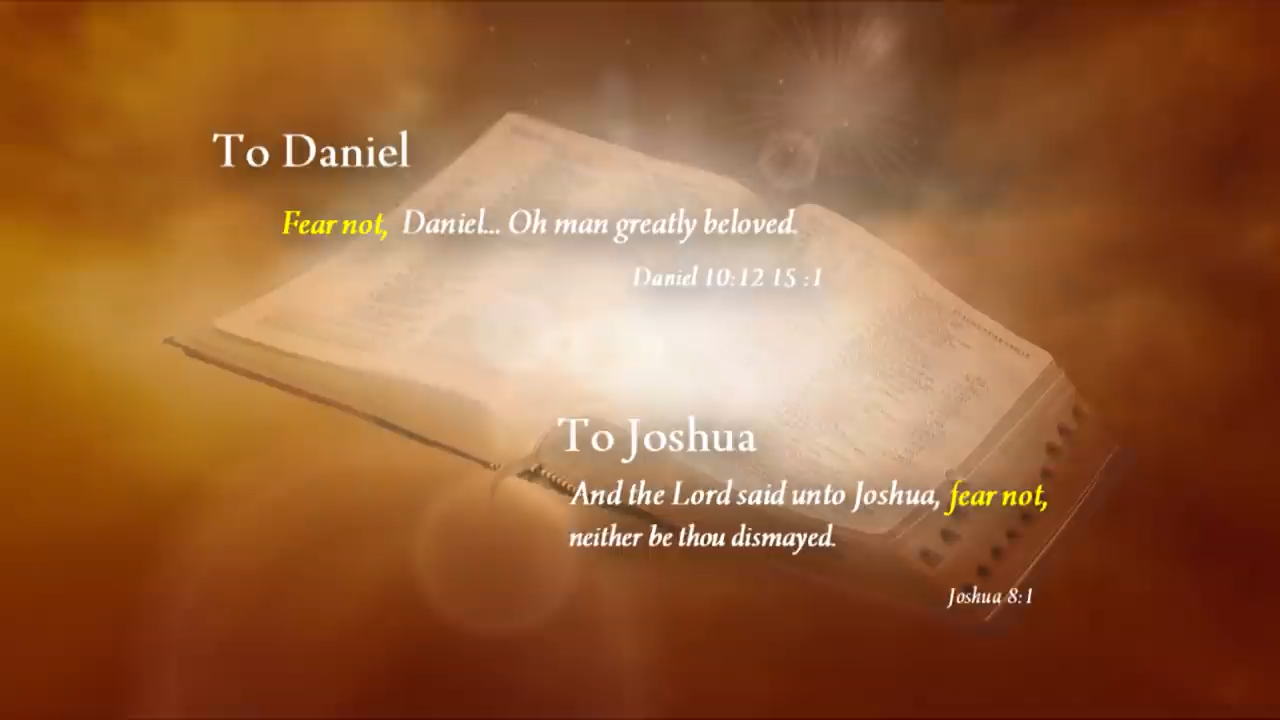 To Daniel
Fear not, Daniel... Oh man greatly beloved.
Daniel 10:12 15 :1
To Joshua
And the Lord said unto Joshua, fear not,
neither be thou dismayed.
Joshua 8:1